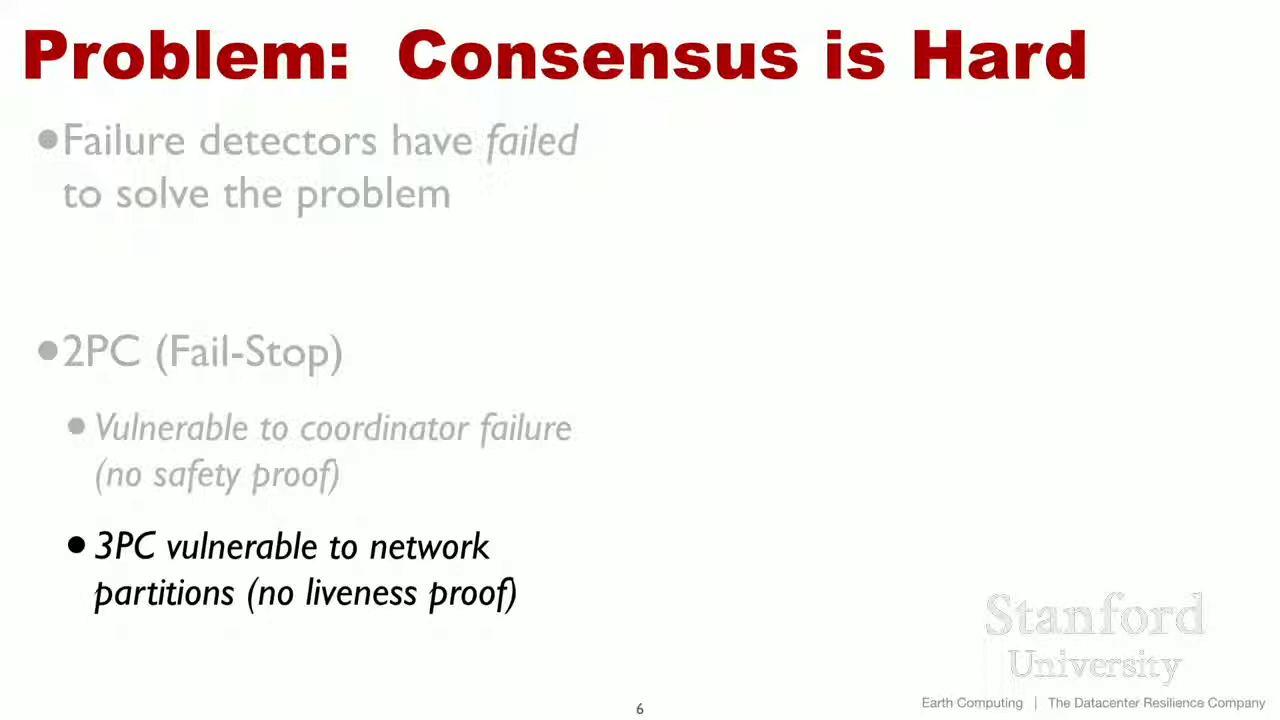 Problem: Consensus is Hard
•Failure detectors have failed
to solve the problem
•2PC (Fail-Stop)
• Vulnerable to coordinator failure
(no safety proof)
• 3PC vulnerable to network
partitions (no liveness proof)
Stanford
University
6
Earth Computing | The Datacenter Resilience Company